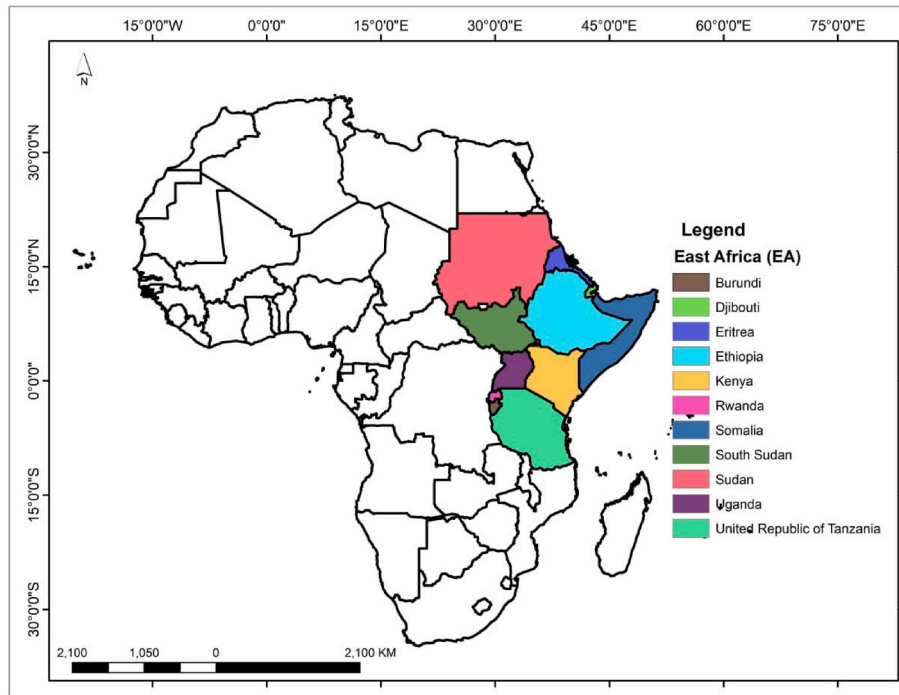 15°0'0"W 0°0'0" 15°0'0"E 30°0'0"E 45°0'0"E 60°0'0"E 75°0'0"E
N
30°0'0"N
15°0'0"N
0°0'0"
15°0'0"S
30°0'0"S
Legend
East Africa (EA)
Burundi
Djibouti
Eritrea
Ethiopia
Kenya
Rwanda
Somalia
South Sudan
Sudan
Uganda
United Republic of Tanzania
2,100 1,050 0 2,100 KM